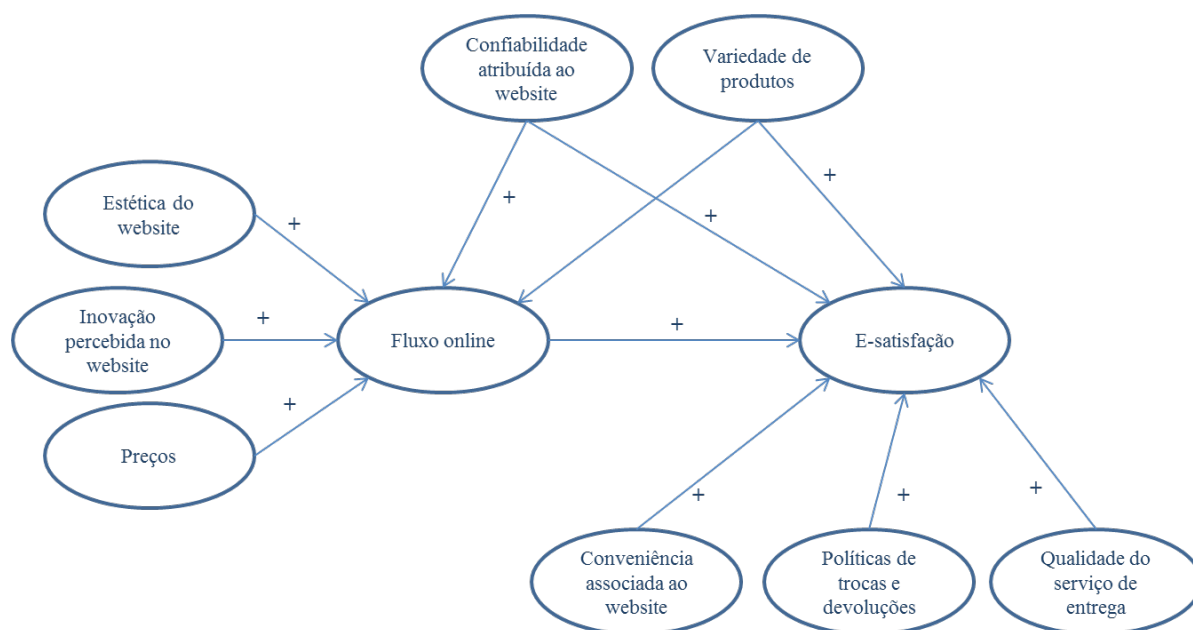 Confiabilidade
atribuída ao
website
Variedade de
produtos
+
+
+
Estética do
website
+
Inovação
percebida no
website
+
Fluxo online
+
E-satisfação
Preços
+
+
+
+
Conveniência
associada ao
website
Políticas de
trocas e
devoluções
Qualidade do
serviço de
entrega